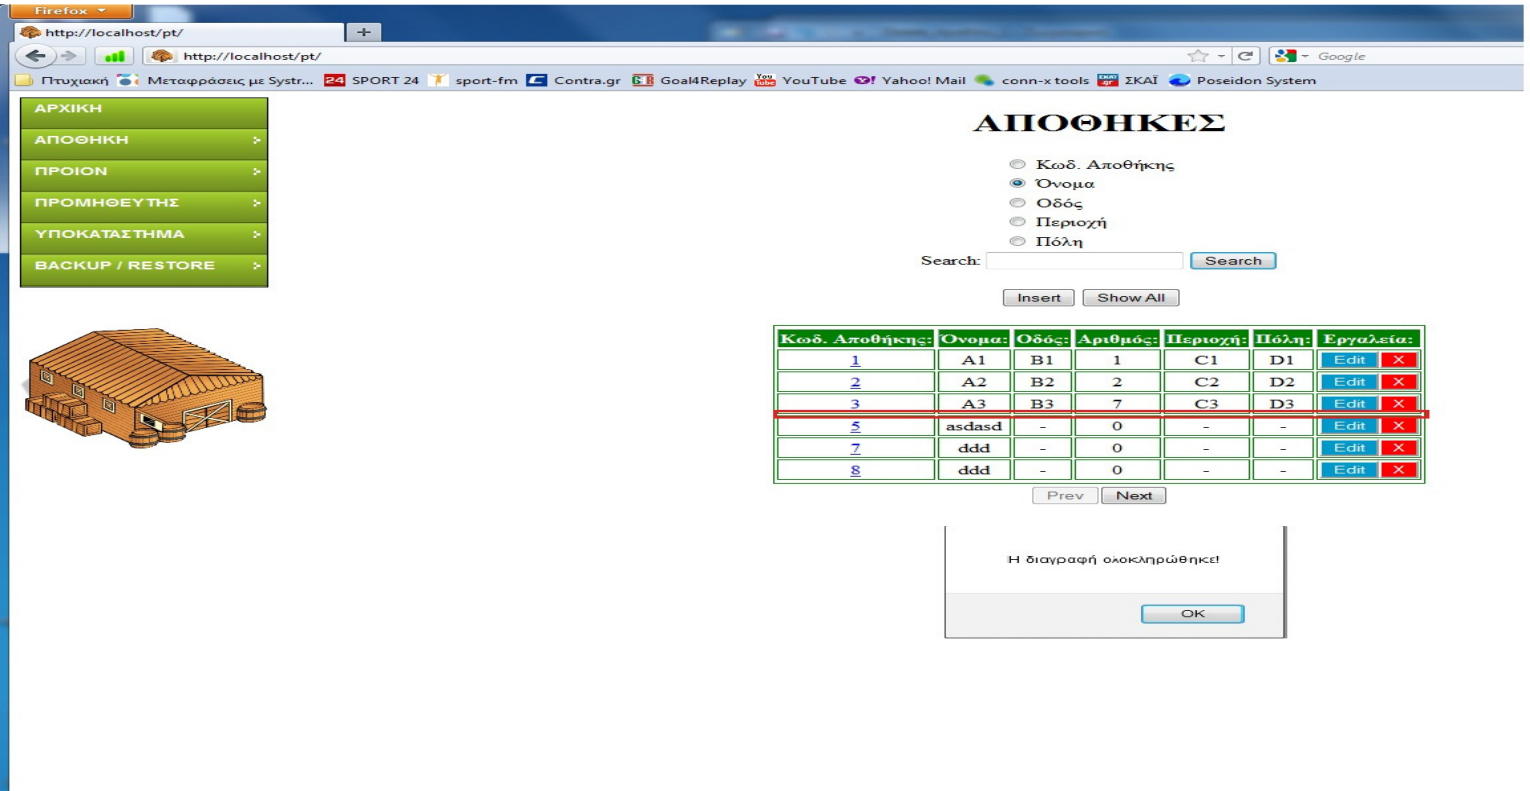 Firefox
http://localhost/pt/
http://localhost/pt/
Google
Πτυχιακή Μεταφράσεις με Systr... 24 SPORT 24 sport-fm Contra.gr Goal4Replay You Tube YouTube Yahoo! Mail conn-x tools ΣΚΑΪ Poseidon System
ΑΡΧΙΚΗ
ΑΠΟΘΗΚΗ
ΠΡΟΙΟΝ
ΠΡΟΜΗΘΕΥΤΗΣ
ΥΠΟΚΑΤΑΣΤΗΜΑ
BACKUP / RESTORE
ΑΠΟΘΗΚΕΣ
Κωδ. Αποθήκης
Όνομα
Οδός
Περιοχή
Πόλη
Search: Search
Insert Show All
Κωδ. Αποθήκης: Όνομα: Οδός: Αριθμός: Περιοχή: Πόλη: Εργαλεία:
1 A1 B1 1 C1 D1 Edit X
2 A2 B2 2 C2 D2 Edit X
3 A3 B3 7 C3 D3 Edit X
5 asdasd - 0 - - Edit X
7 ddd - 0 - - Edit X
8 ddd - 0 - - Edit X
Prev Next
Η διαγραφή ολοκληρώθηκε!
OK